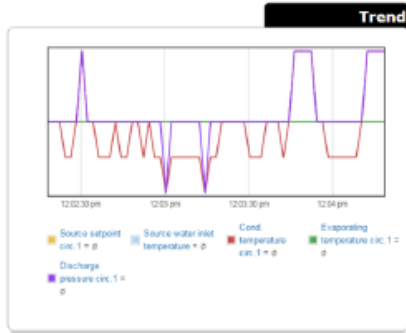 Trend
12:02:30 pm
12:03 pm
12:03:30 pm
12:04 pm
Source setpoint
circ.1 = ø
Source water inlet
temperature = ø
Cond.
temperature
circ.1 = ø
Evaporating
temperature circ.1 =
ø
Discharge
pressure circ.1 =
ø